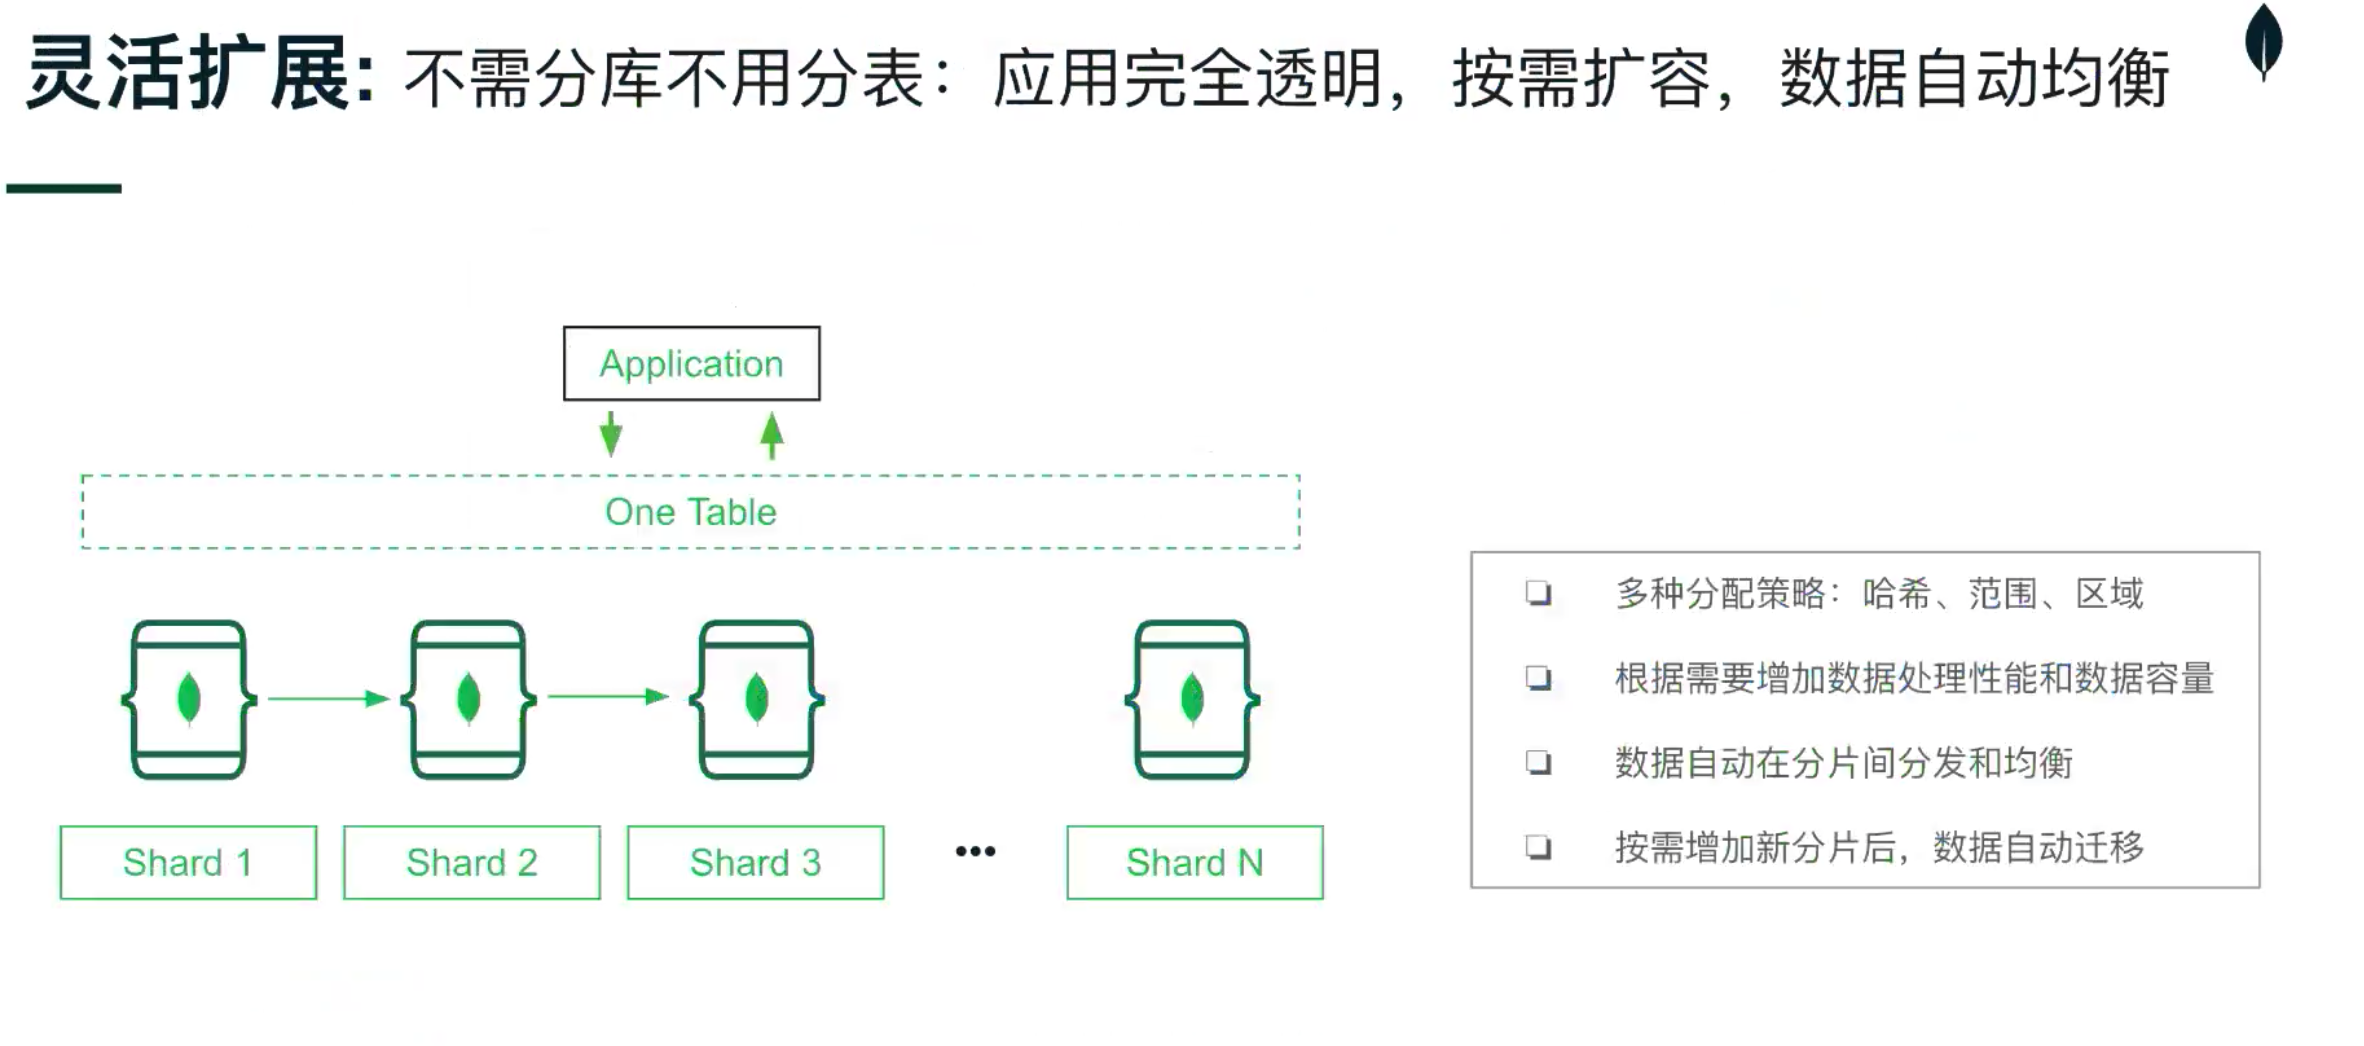 灵活扩展: 不需分库不用分表：应用完全透明，按需扩容，数据自动均衡
Application
One Table
Shard 1
Shard 2
Shard 3
•••
Shard N
多种分配策略：哈希、范围、区域
根据需要增加数据处理性能和数据容量
数据自动在分片间分发和均衡
按需增加新分片后，数据自动迁移